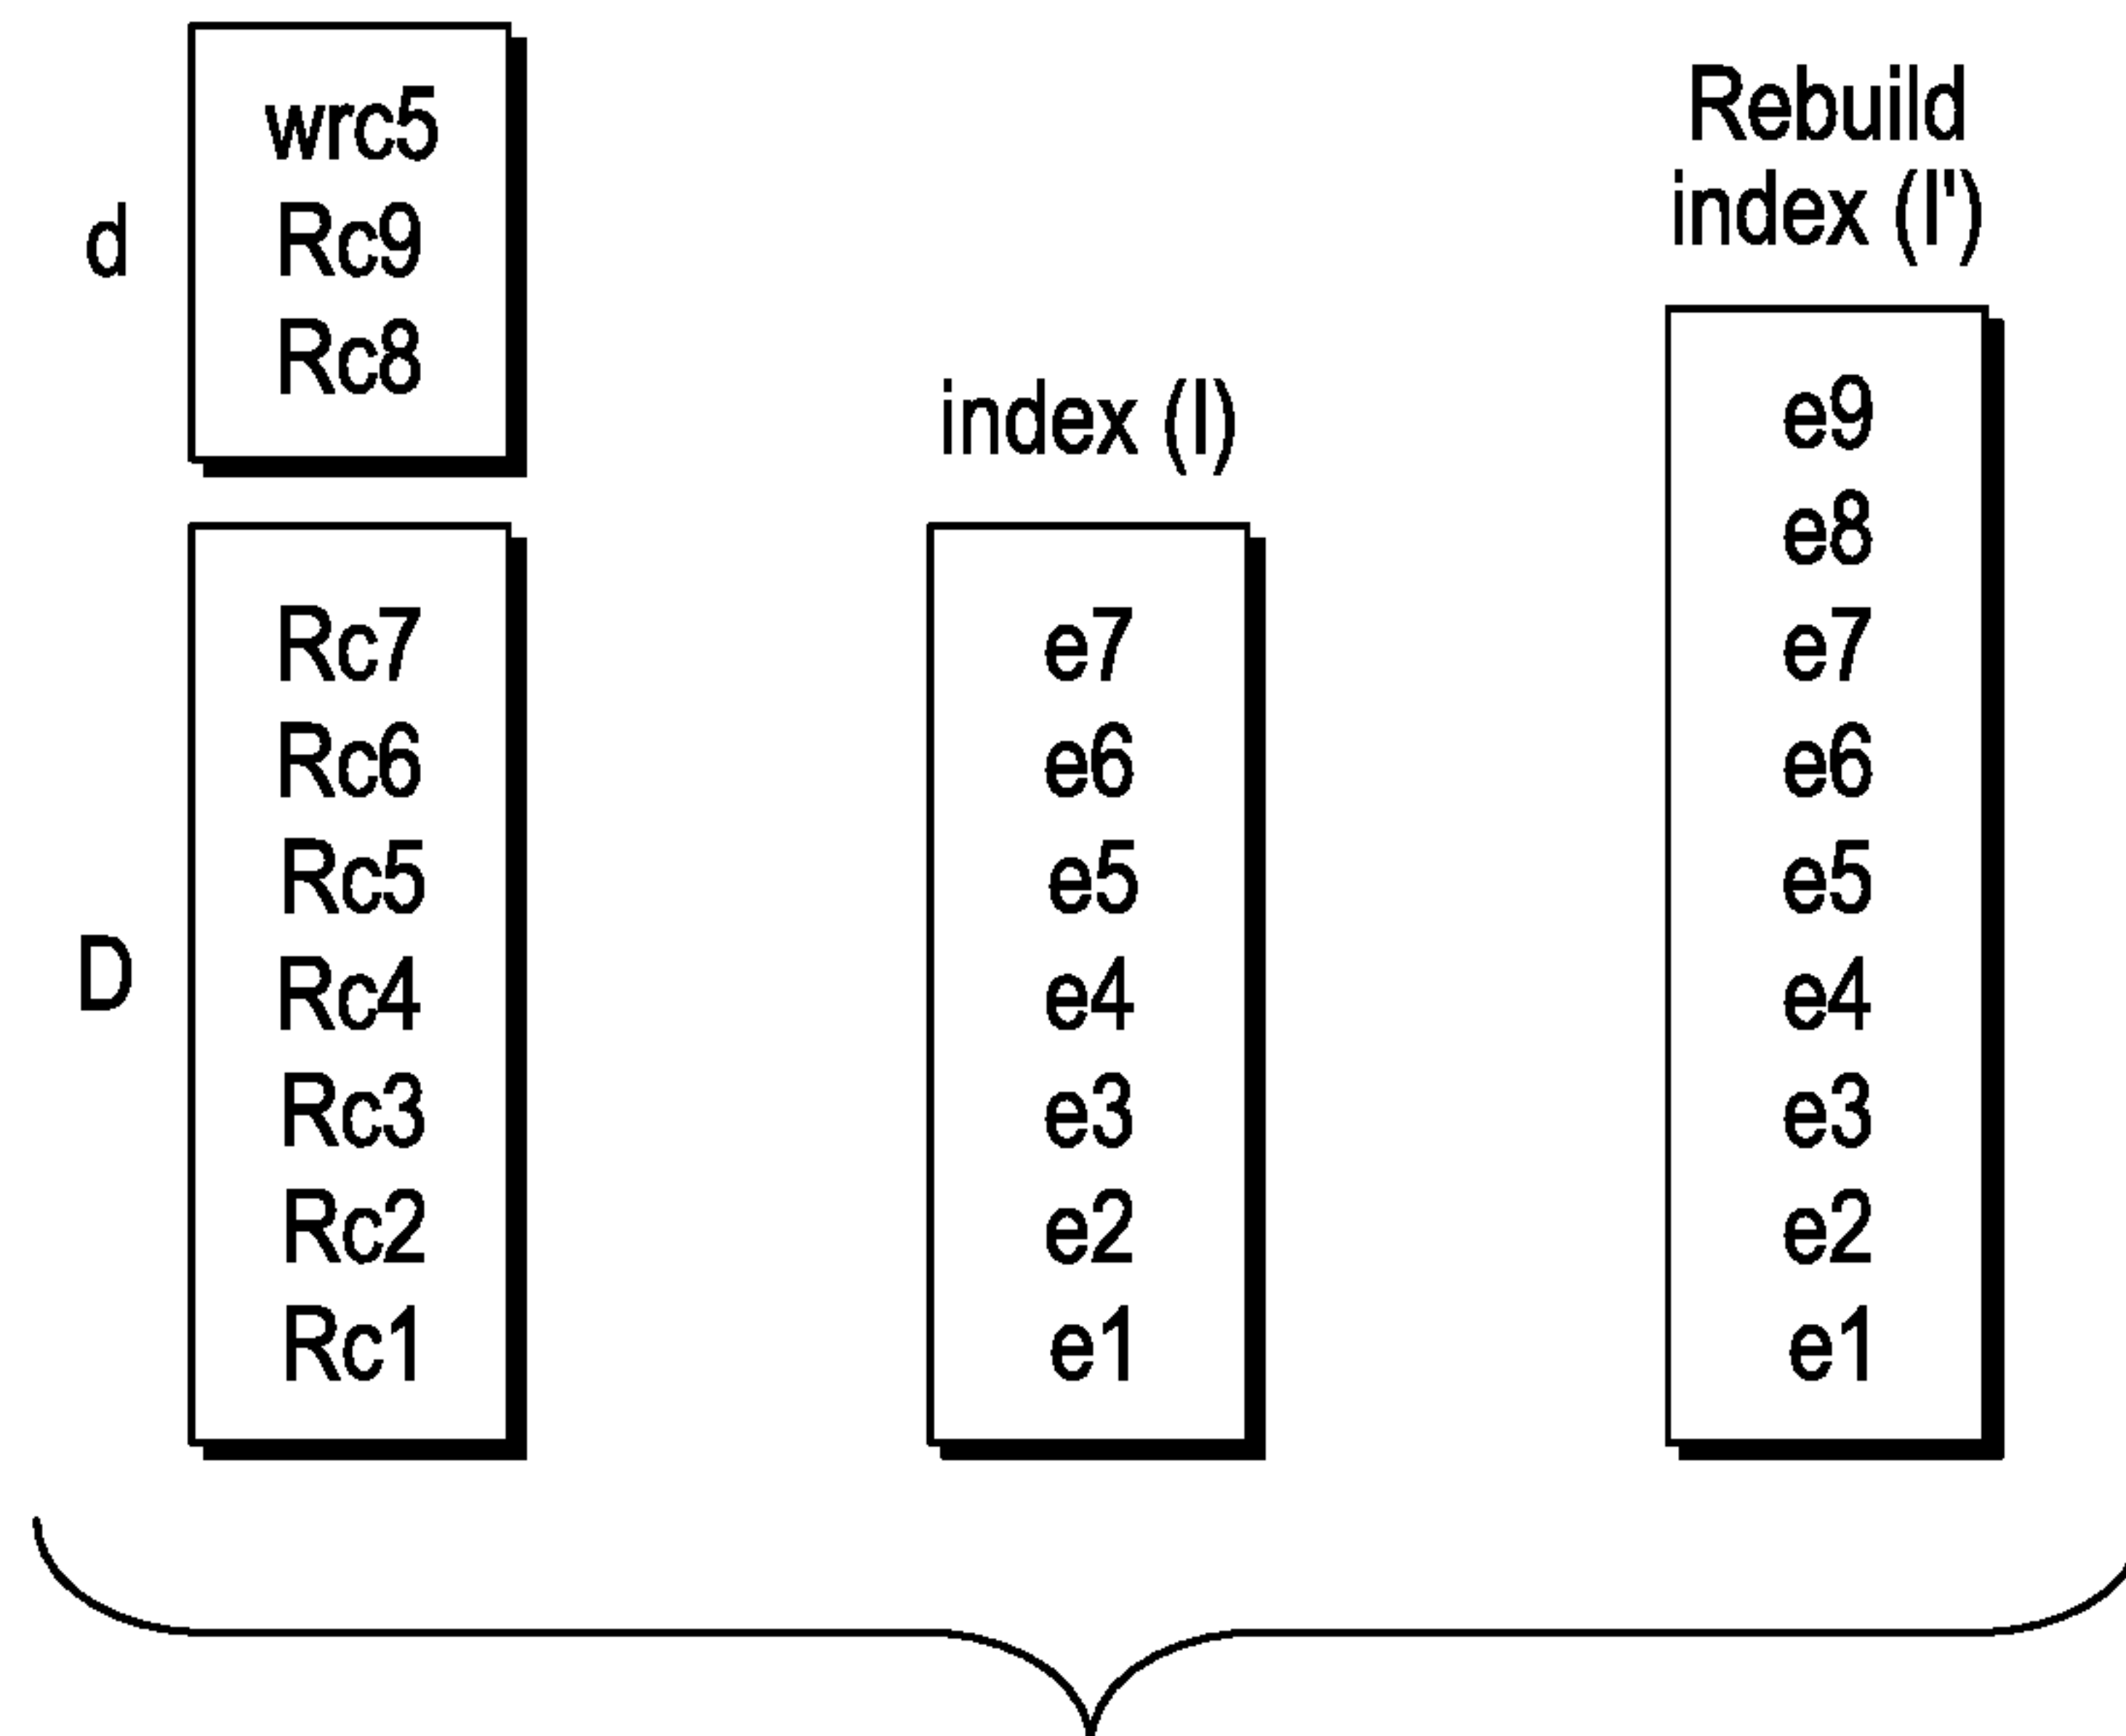 d
wrc5
Rc9
Rc8
D
Rc7
Rc6
Rc5
Rc4
Rc3
Rc2
Rc1
index (I)
e7
e6
e5
e4
e3
e2
e1
Rebuild
index (I')
e9
e8
e7
e6
e5
e4
e3
e2
e1